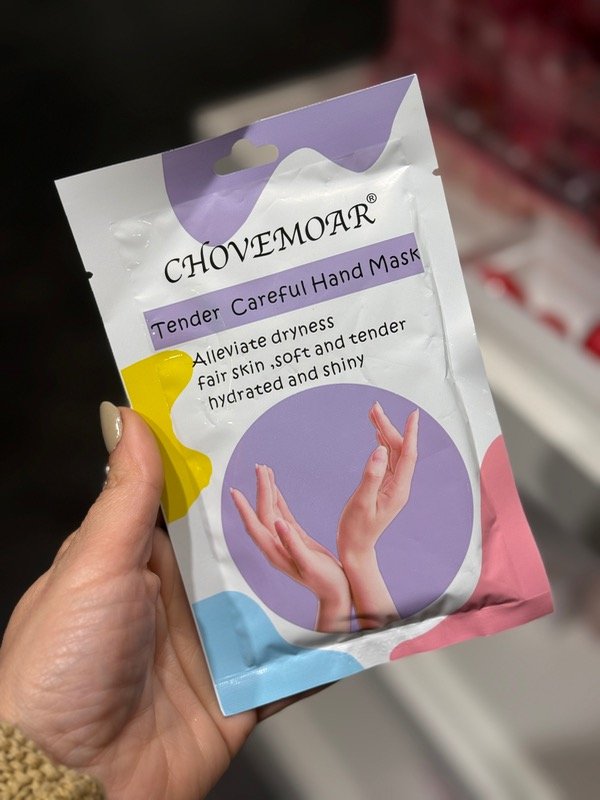 CHOVEMOAR®
Tender Careful Hand Mask
Alleviate dryness
fair skin ,soft and tender
hydrated and shiny